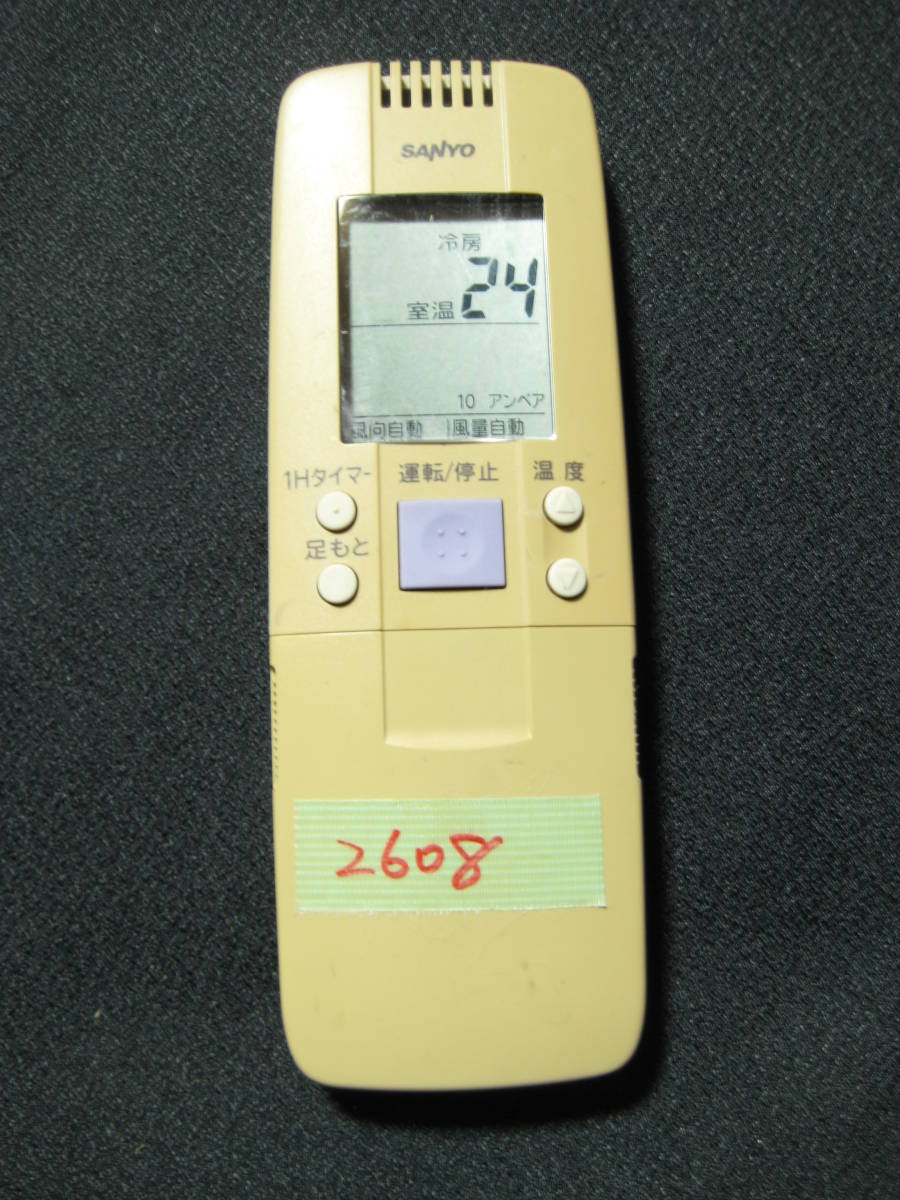 SANYO
冷房
室温 24
10 アンペア
風向自動 風量自動
1Hタイマー 運転/停止 温度
足もと
2608